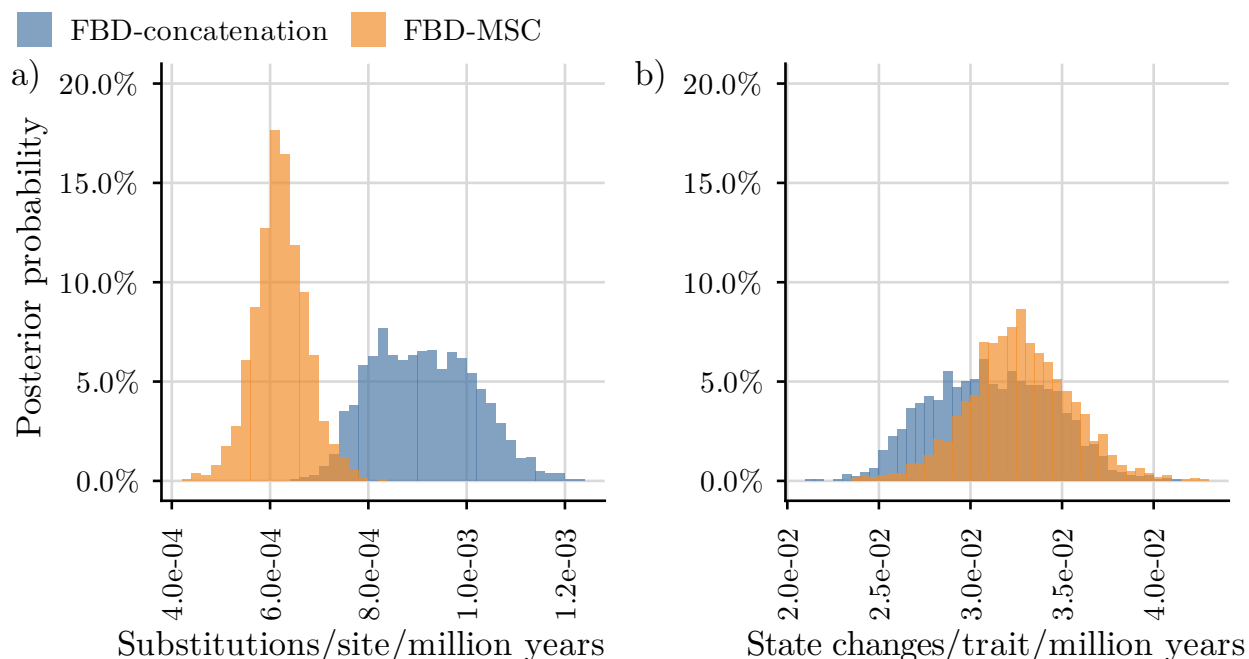 FBD-concatenation FBD-MSC
a)
20.0%
15.0%
10.0%
5.0%
0.0%
Posterior probability
4.0e-04
6.0e-04
8.0e-04
1.0e-03
1.2e-03
Substitutions/site/million years
b)
20.0%
15.0%
10.0%
5.0%
0.0%
2.0e-02
2.5e-02
3.0e-02
3.5e-02
4.0e-02
State changes/trait/million years